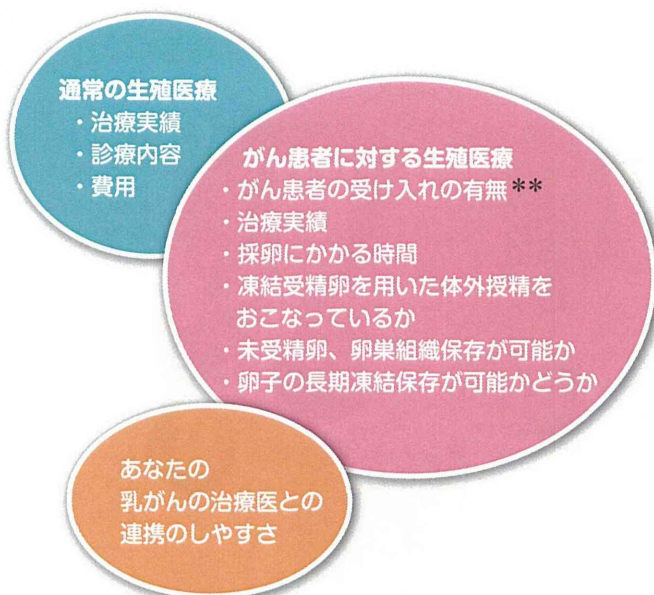 通常の生殖医療
・治療実績
・診療内容
・費用
がん患者に対する生殖医療
・がん患者の受け入れの有無**
・治療実績
・採卵にかかる時間
・凍結受精卵を用いた体外授精を
おこなっているか
・未受精卵、卵巣組織保存が可能か
・卵子の長期凍結保存が可能かどうか
あなたの
乳がんの治療医との
連携のしやすさ